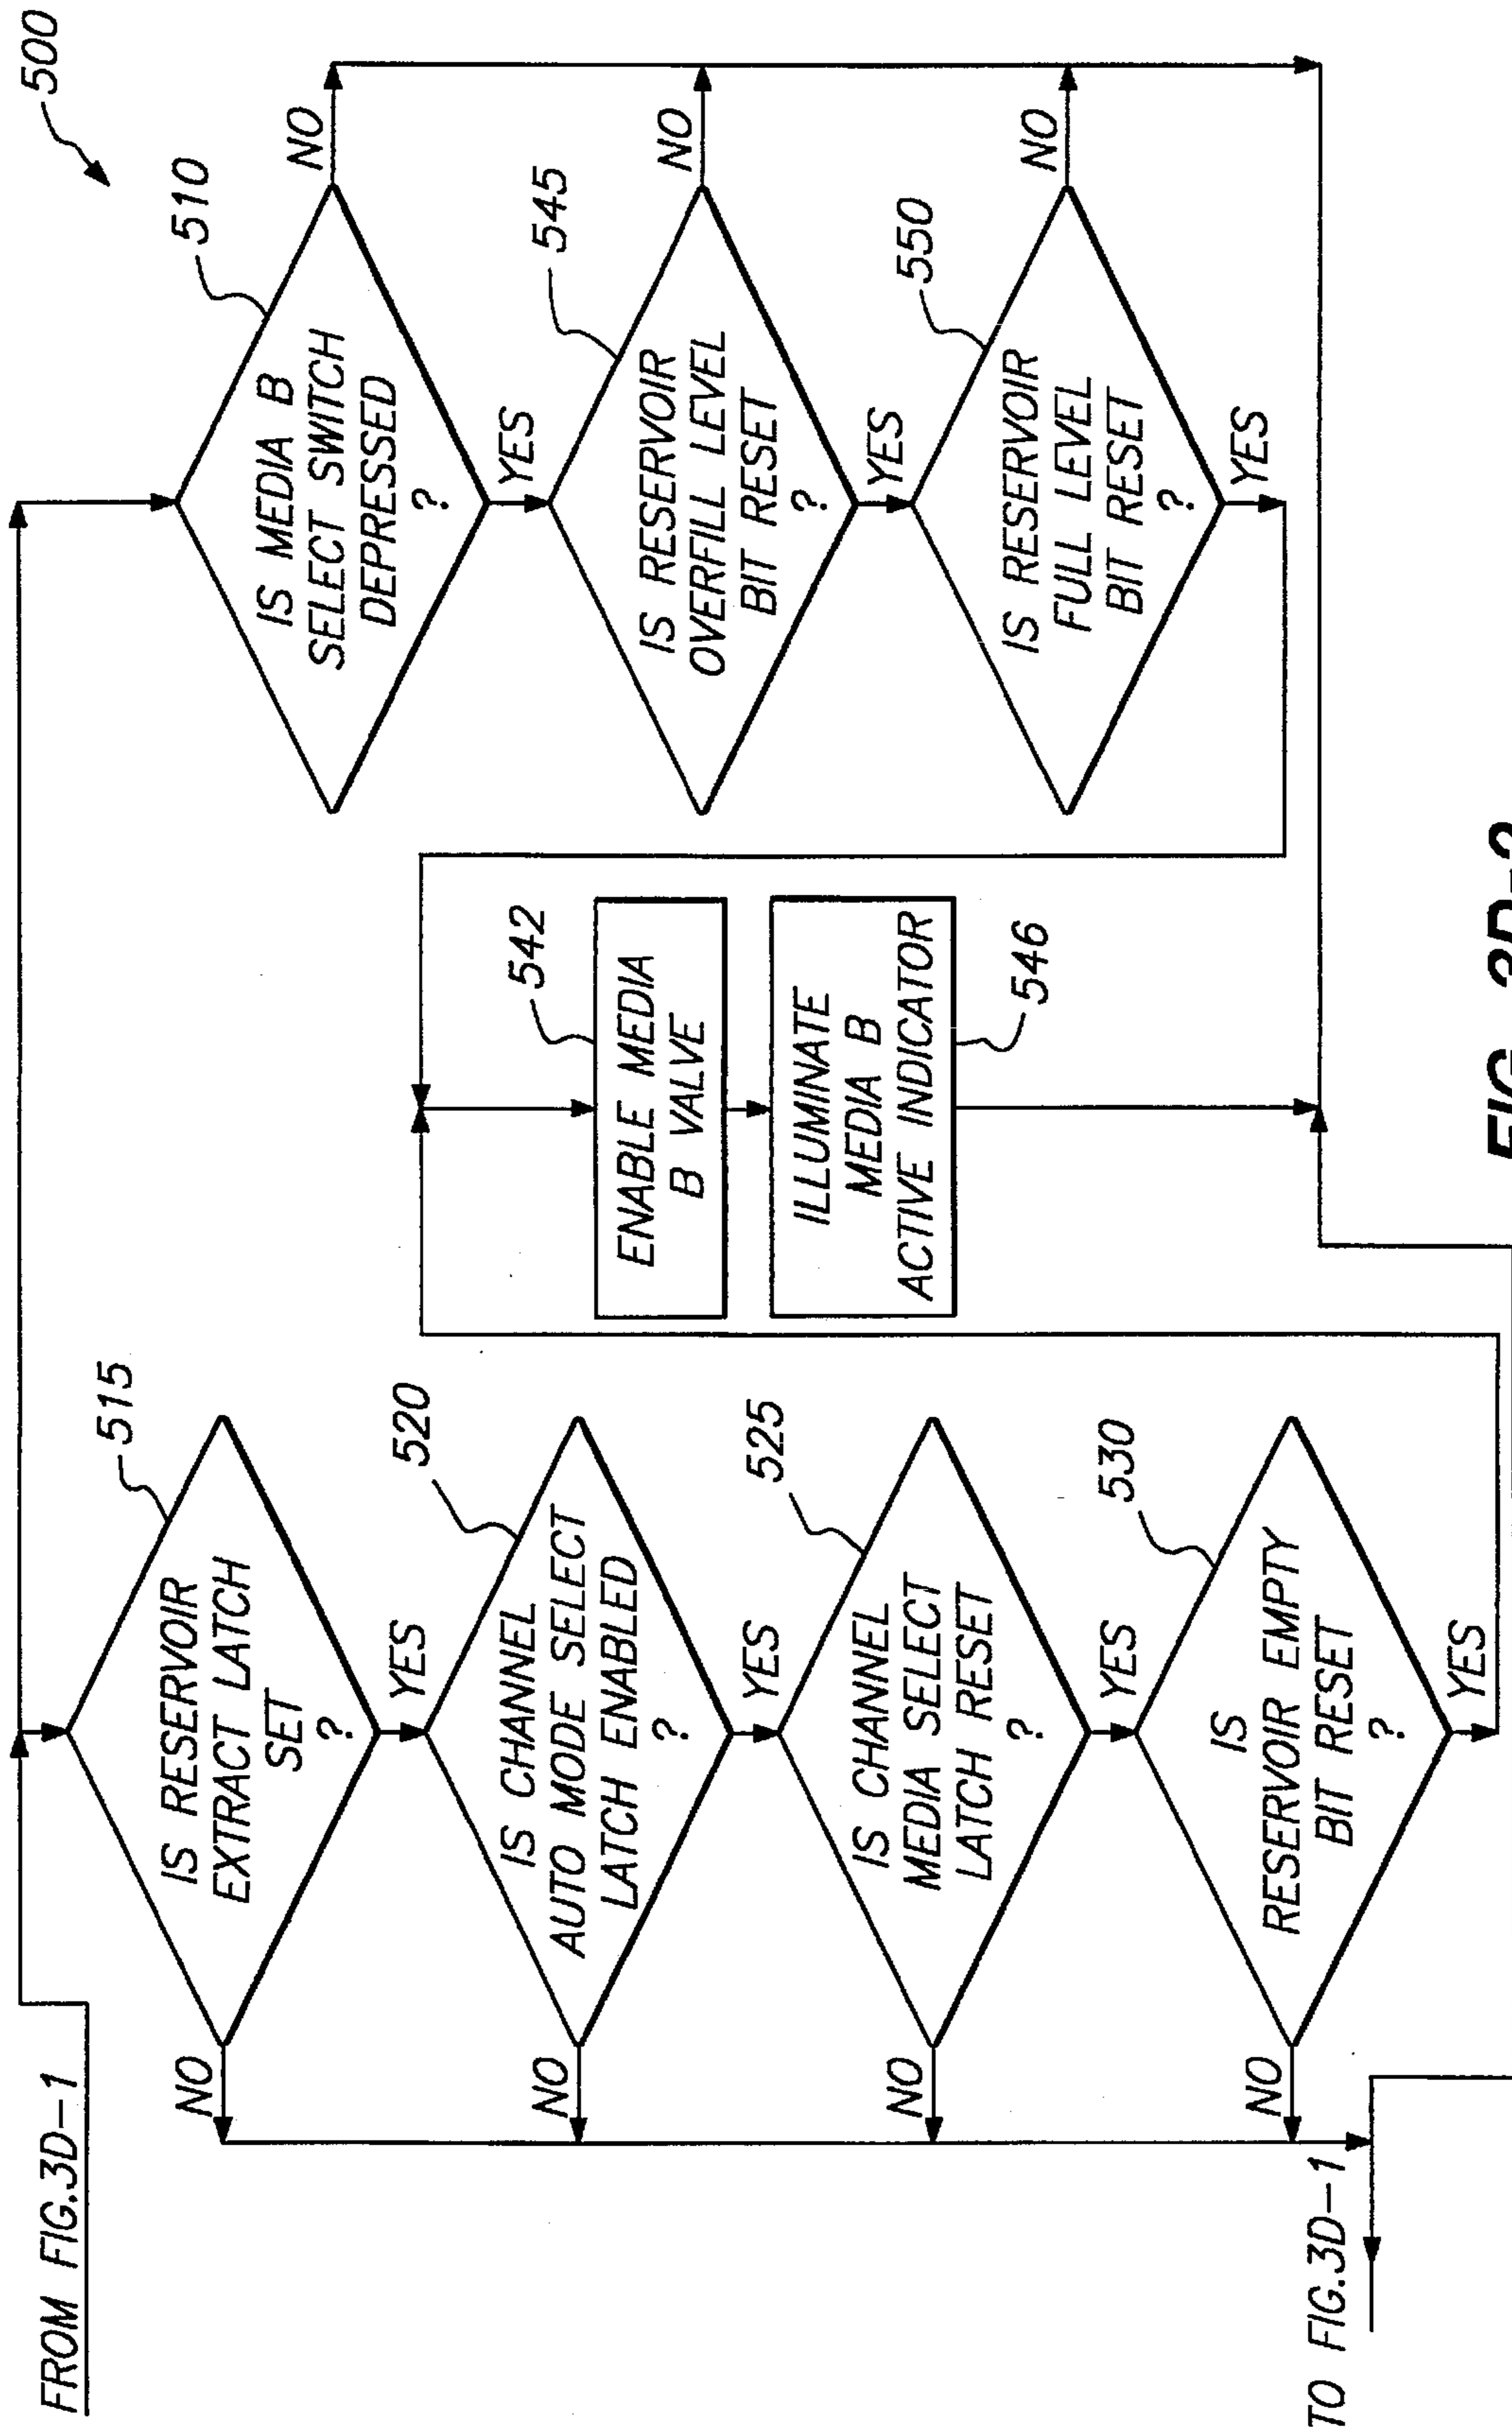 500
FROM FIG.3D-1
515
IS RESERVOIR
EXTRACT LATCH
SET
?
NO
YES
520
IS CHANNEL
AUTO MODE SELECT
LATCH ENABLED
?
NO
YES
525
IS CHANNEL
MEDIA SELECT
LATCH RESET
?
NO
YES
530
IS
RESERVOIR EMPTY
BIT RESET
?
NO
YES
TO FIG.3D-1
542
ENABLE MEDIA
B VALVE
ILLUMINATE
MEDIA B
ACTIVE INDICATOR
546
510
IS MEDIA B
SELECT SWITCH
DEPRESSED
?
NO
YES
545
IS RESERVOIR
OVERFILL LEVEL
BIT RESET
?
NO
YES
550
IS RESERVOIR
FULL LEVEL
BIT RESET
?
NO
YES
FIG. 3D-2